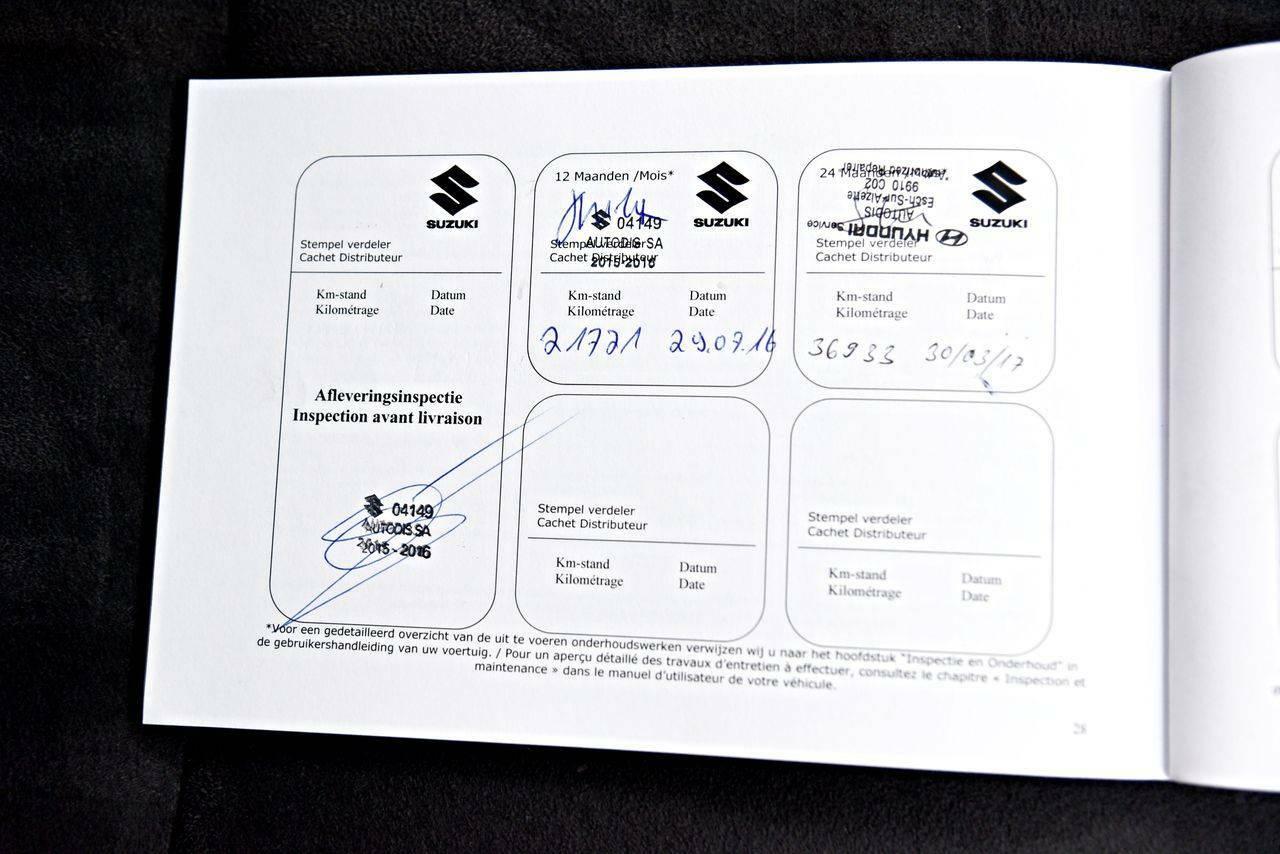 SUZUKI
Stempel verdeler
Cachet Distributeur
Km-stand Datum
Kilométrage Date
Afleveringsinspectie
Inspection avant livraison
04149
AUTODIS SA
2015-2016
12 Maanden /Mois*
SUZUKI
04149
Stempel verdeler
AUTODIS SA
Cachet Distributeur
2015-2016
Km-stand Datum
Kilométrage Date
21721 29.07.16
24 Maanden /Mois*
SUZUKI
HYUNDAI Service
AUTODIS
Esch-Sur-Alzette
9910 C02
Authorized Repairer
Stempel verdeler
Cachet Distributeur
Km-stand Datum
Kilométrage Date
36933 30/03/17
Stempel verdeler
Cachet Distributeur
Km-stand Datum
Kilométrage Date
Stempel verdeler
Cachet Distributeur
Km-stand Datum
Kilométrage Date
*Voor een gedetailleerd overzicht van de uit te voeren onderhoudswerken verwijzen wij u naar het hoofdstuk "Inspectie en Onderhoud" in
de gebruikershandleiding van uw voertuig. / Pour un aperçu détaillé des travaux d'entretien à effectuer, consultez le chapitre « Inspection et
maintenance » dans le manuel d'utilisateur de votre véhicule.
28